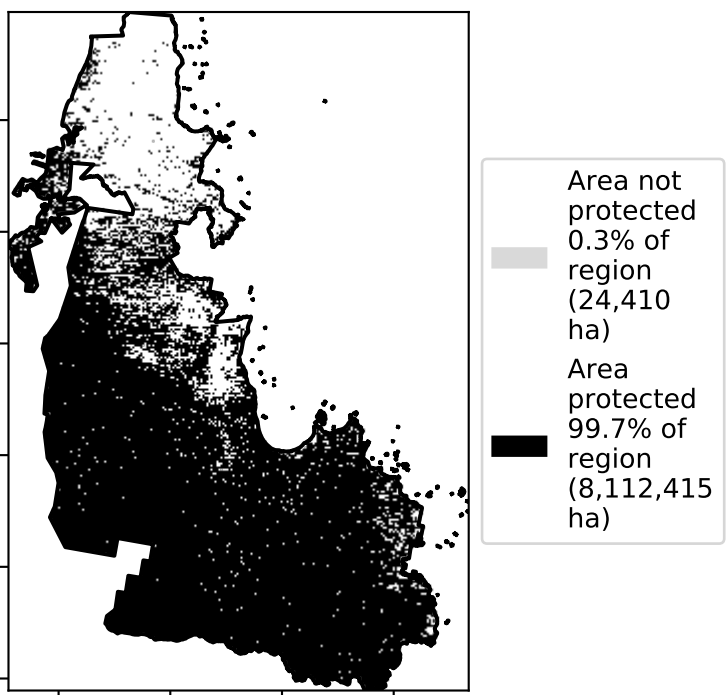 Area not
protected
0.3% of
region
(24,410
ha)
Area
protected
99.7% of
region
(8,112,415
ha)